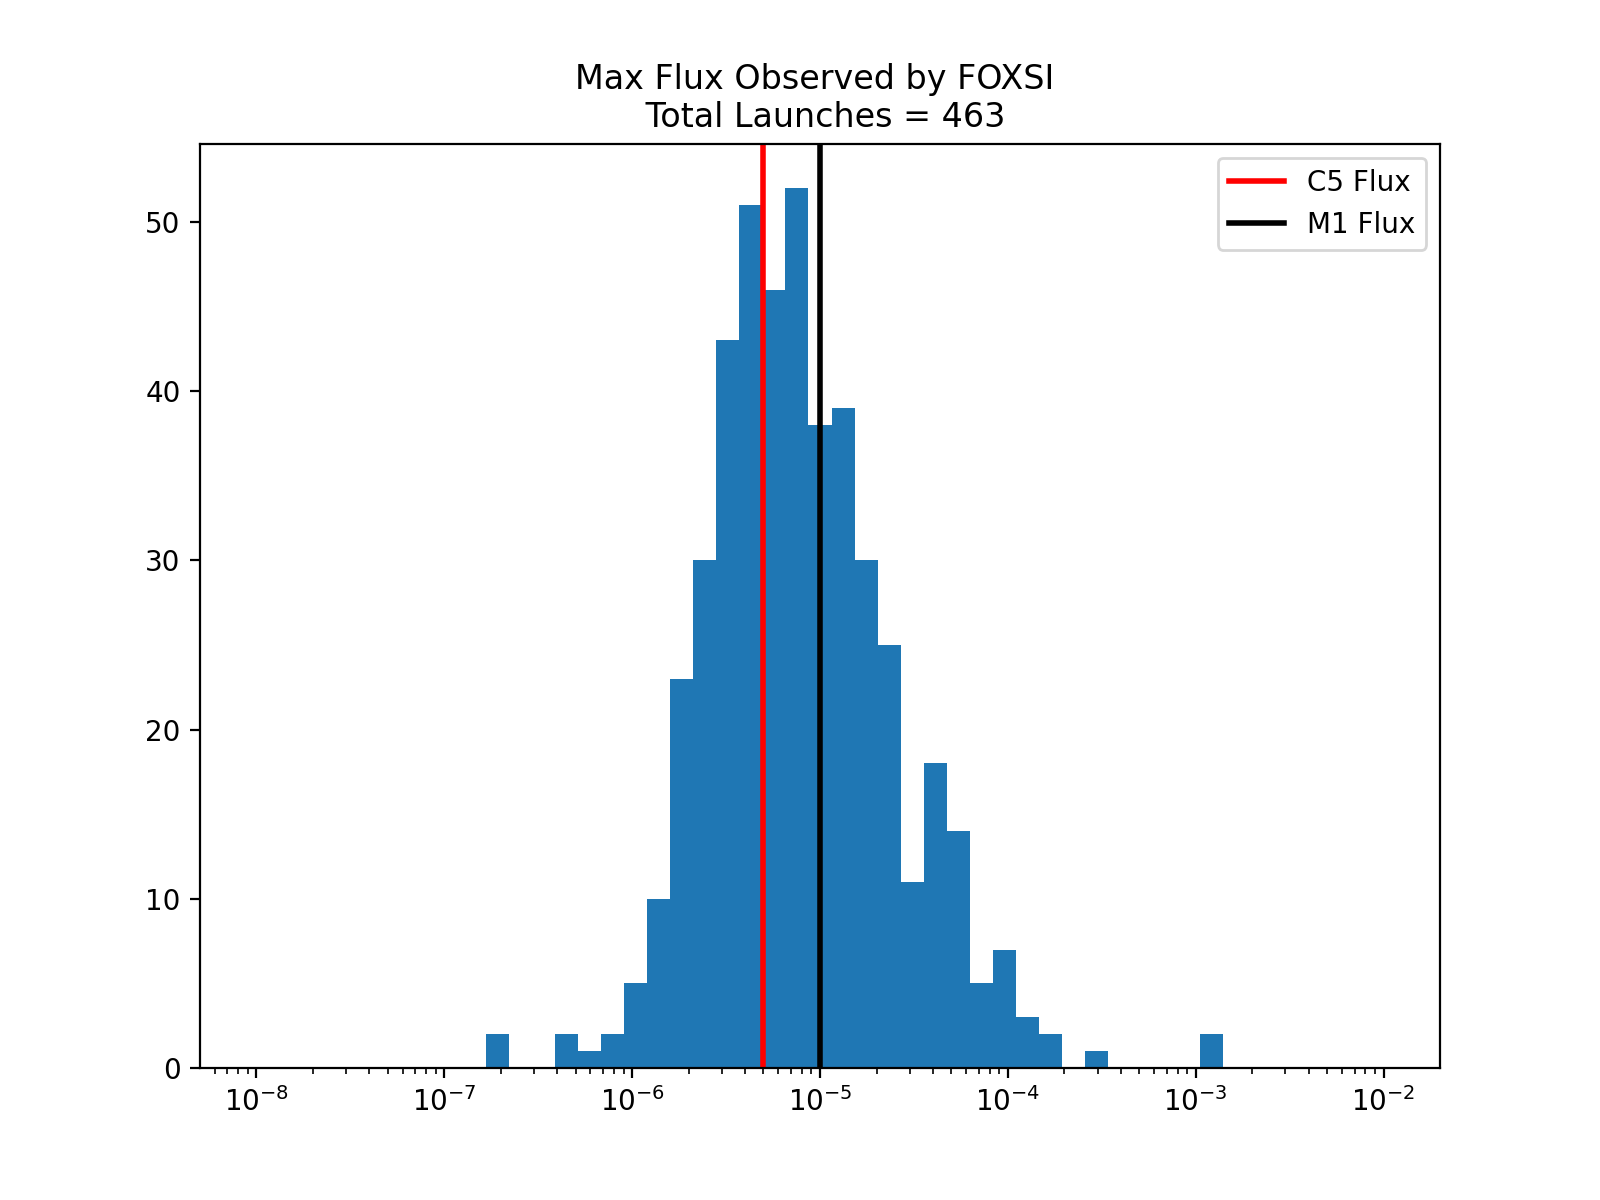 Max Flux Observed by FOXSI
Total Launches = 463
C5 Flux
M1 Flux
50
40
30
20
10
0
10⁻⁸ 10⁻⁷ 10⁻⁶ 10⁻⁵ 10⁻⁴ 10⁻³ 10⁻²